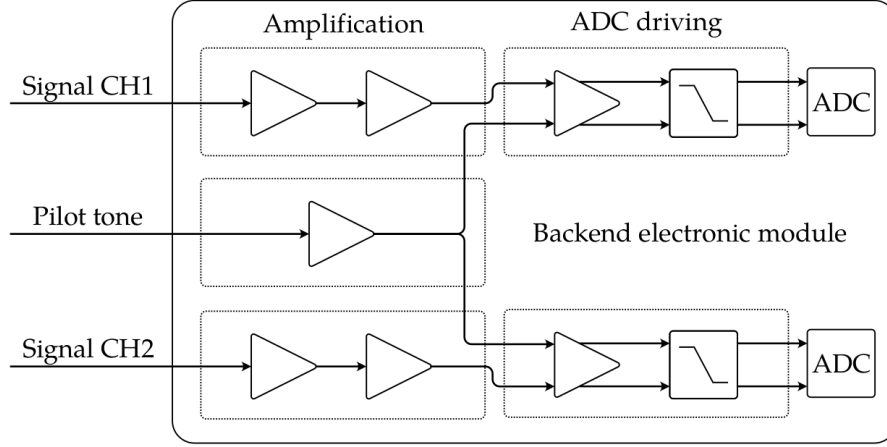 Amplification
ADC driving
Signal CH1
ADC
Pilot tone
Backend electronic module
Signal CH2
ADC